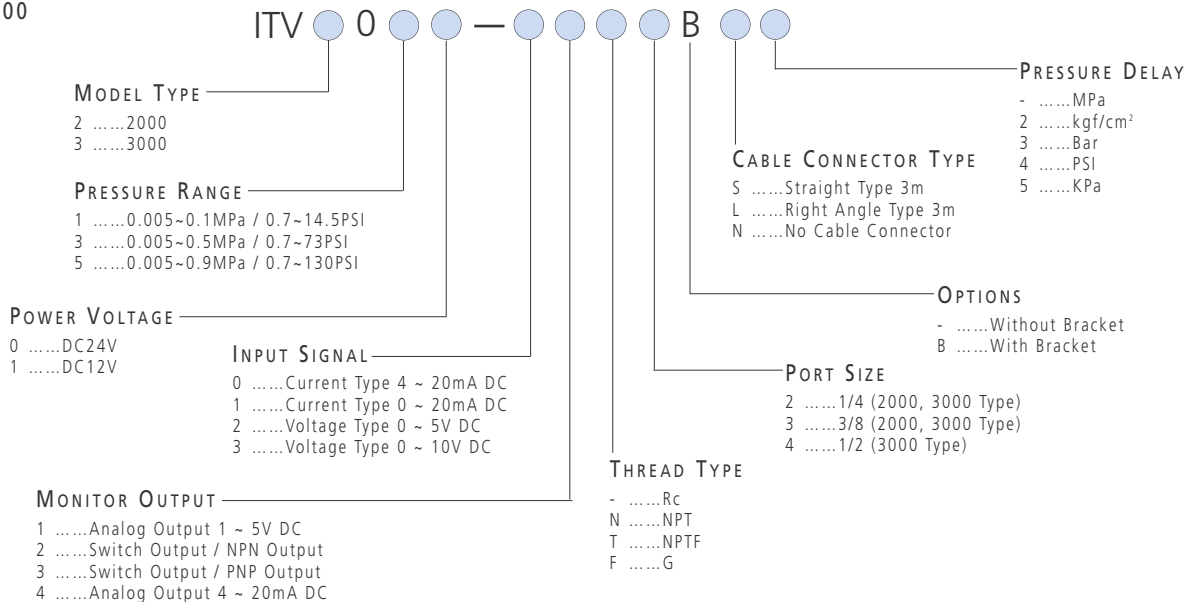 00
ITV 0 — B
MODEL TYPE
2 ......2000
3 ......3000
PRESSURE RANGE
1 ......0.005~0.1MPa / 0.7~14.5PSI
3 ......0.005~0.5MPa / 0.7~73PSI
5 ......0.005~0.9MPa / 0.7~130PSI
POWER VOLTAGE
0 ......DC24V
1 ......DC12V
INPUT SIGNAL
0 ......Current Type 4 ~ 20mA DC
1 ......Current Type 0 ~ 20mA DC
2 ......Voltage Type 0 ~ 5V DC
3 ......Voltage Type 0 ~ 10V DC
MONITOR OUTPUT
1 ......Analog Output 1 ~ 5V DC
2 ......Switch Output / NPN Output
3 ......Switch Output / PNP Output
4 ......Analog Output 4 ~ 20mA DC
THREAD TYPE
- ......Rc
N ......NPT
T ......NPTF
F ......G
PORT SIZE
2 ......1/4 (2000, 3000 Type)
3 ......3/8 (2000, 3000 Type)
4 ......1/2 (3000 Type)
OPTIONS
- ......Without Bracket
B ......With Bracket
CABLE CONNECTOR TYPE
S ......Straight Type 3m
L ......Right Angle Type 3m
N ......No Cable Connector
PRESSURE DELAY
- ......MPa
2 ......kgf/cm²
3 ......Bar
4 ......PSI
5 ......KPa